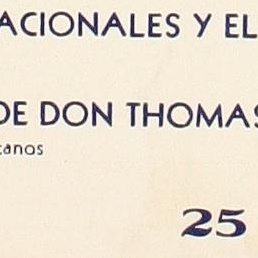 ACIONALES Y EL
DE DON THOMAS
canos
25